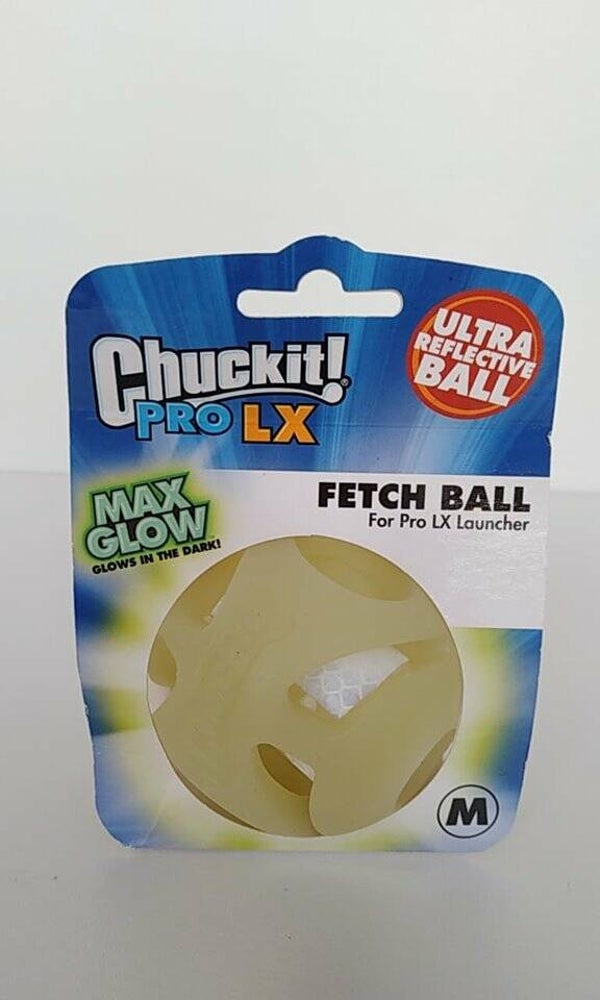 Chuckit!®
PRO LX
ULTRA
REFLECTIVE
BALL
MAX
GLOW
GLOWS IN THE DARK!
FETCH BALL
For Pro LX Launcher
M